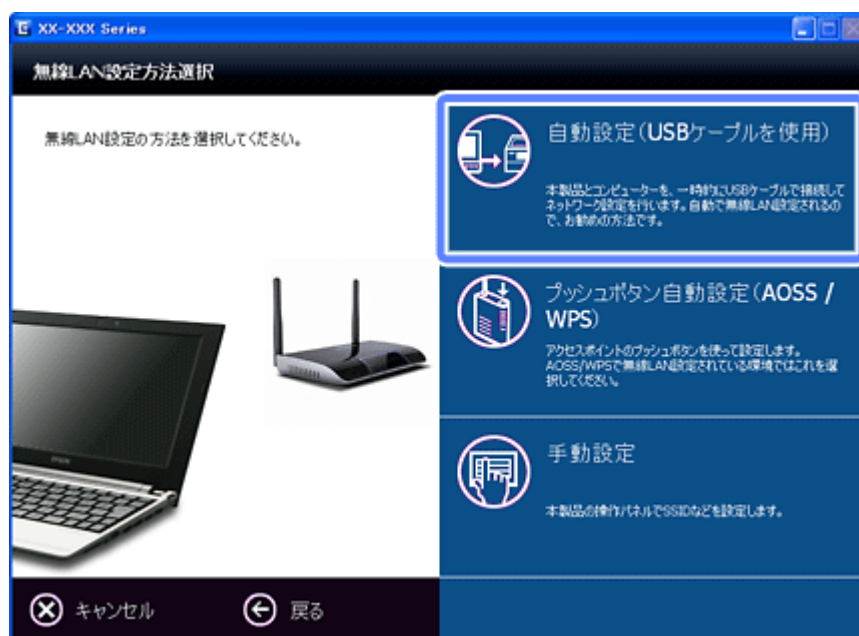 XX-XXX Series
無線LAN設定方法選択
無線LAN設定の方法を選択してください。
自動設定(USBケーブルを使用)
本製品とコンピューターを、一時的にUSBケーブルで接続して
ネットワーク設定を行います。自動で無線LAN設定されるの
で、お勧めの方法です。
プッシュボタン自動設定(AOSS /
WPS)
アクセスポイントのプッシュボタンを使って設定します。
AOSS/WPSで無線LAN設定されている環境ではこれを選
択してください。
手動設定
本製品の操作パネルでSSIDなどを設定します。
EPSON
キャンセル
戻る